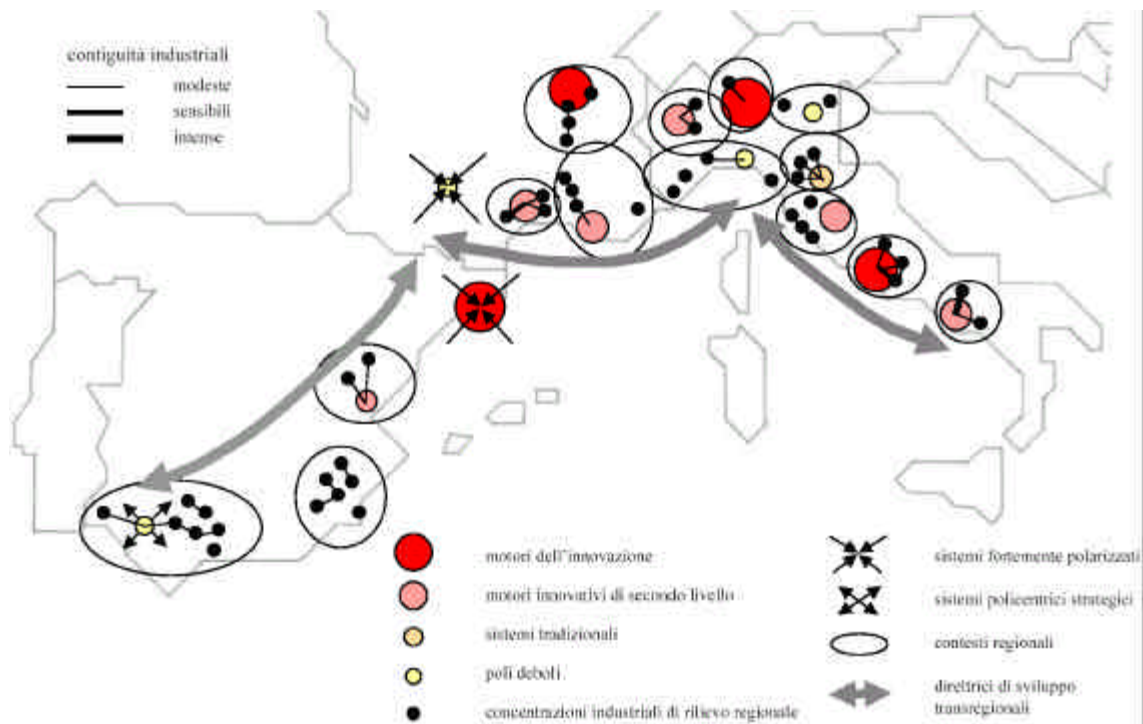 contiguità industriali
modeste
sensibili
intense
motori dell'innovazione
motori innovativi di secondo livello
sistemi tradizionali
poli deboli
concentrazioni industriali di rilievo regionale
sistemi fortemente polarizzati
sistemi policentrici strategici
contesti regionali
direttrici di sviluppo
transregionali